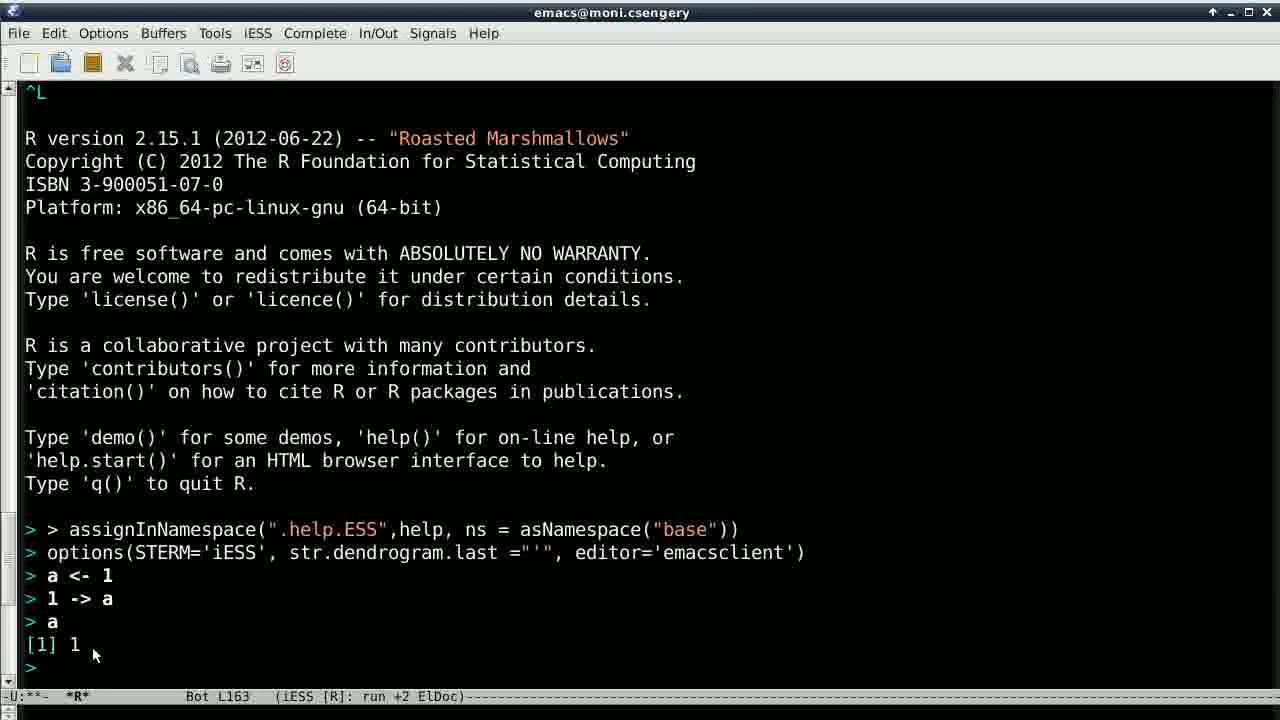 emacs@moni.csengery
File Edit Options Buffers Tools iESS Complete In/Out Signals Help
^L
R version 2.15.1 (2012-06-22) -- "Roasted Marshmallows"
Copyright (C) 2012 The R Foundation for Statistical Computing
ISBN 3-900051-07-0
Platform: x86_64-pc-linux-gnu (64-bit)
R is free software and comes with ABSOLUTELY NO WARRANTY.
You are welcome to redistribute it under certain conditions.
Type 'license()' or 'licence()' for distribution details.
R is a collaborative project with many contributors.
Type 'contributors()' for more information and
'citation()' on how to cite R or R packages in publications.
Type 'demo()' for some demos, 'help()' for on-line help, or
'help.start()' for an HTML browser interface to help.
Type 'q()' to quit R.
> > assignInNamespace(".help.ESS",help, ns = asNamespace("base"))
> options(STERM='iESS', str.dendrogram.last ="'", editor='emacsclient')
> a <- 1
> 1 -> a
> a
[1] 1
>
-U:**- *R* Bot L163 (iESS [R]: run +2 ElDoc)--------------------